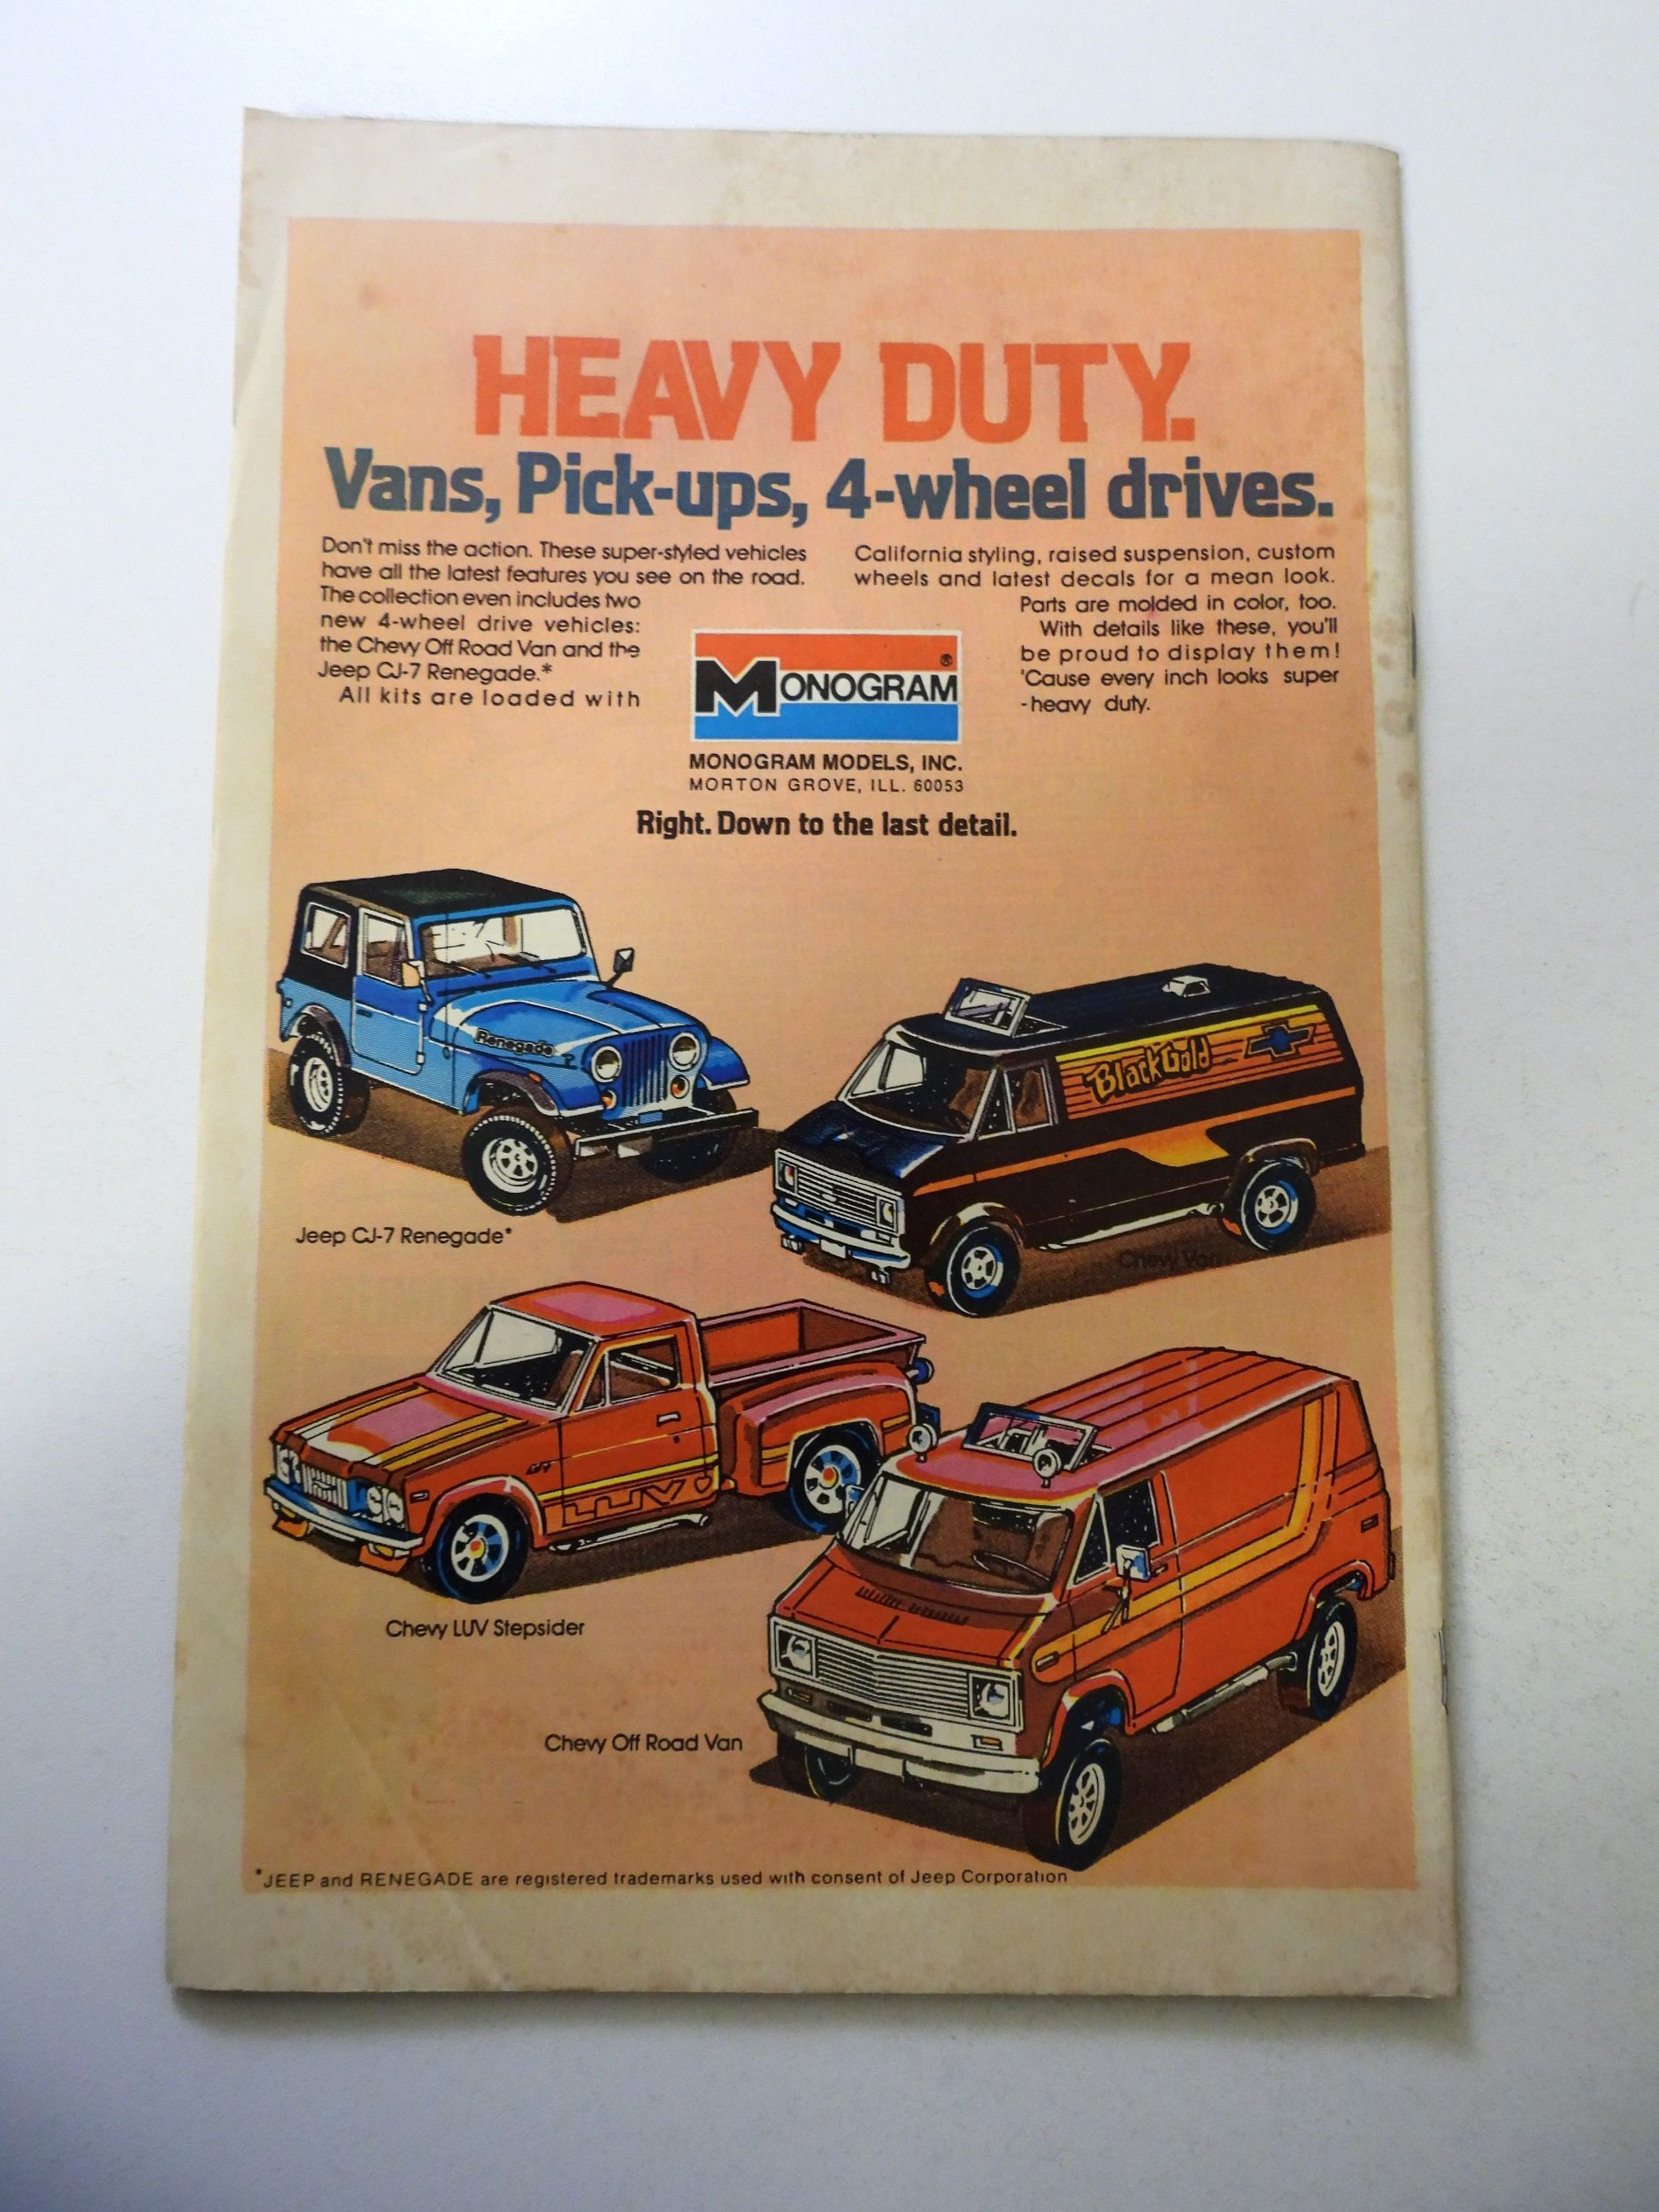 HEAVY DUTY.
Vans, Pick-ups, 4-wheel drives.
Don't miss the action. These super-styled vehicles
have all the latest features you see on the road.
The collection even includes two
new 4-wheel drive vehicles:
the Chevy Off Road Van and the
Jeep CJ-7 Renegade.*
All kits are loaded with
California styling, raised suspension, custom
wheels and latest decals for a mean look.
Parts are molded in color, too.
With details like these, you'll
be proud to display them!
'Cause every inch looks super
-heavy duty.
MONOGRAM ®
MONOGRAM MODELS, INC.
MORTON GROVE, ILL. 60053
Right. Down to the last detail.
Renegade
BlackGold
Jeep CJ-7 Renegade*
Chevy Van
LUV
Chevy LUV Stepsider
Chevy Off Road Van
*JEEP and RENEGADE are registered trademarks used with consent of Jeep Corporation